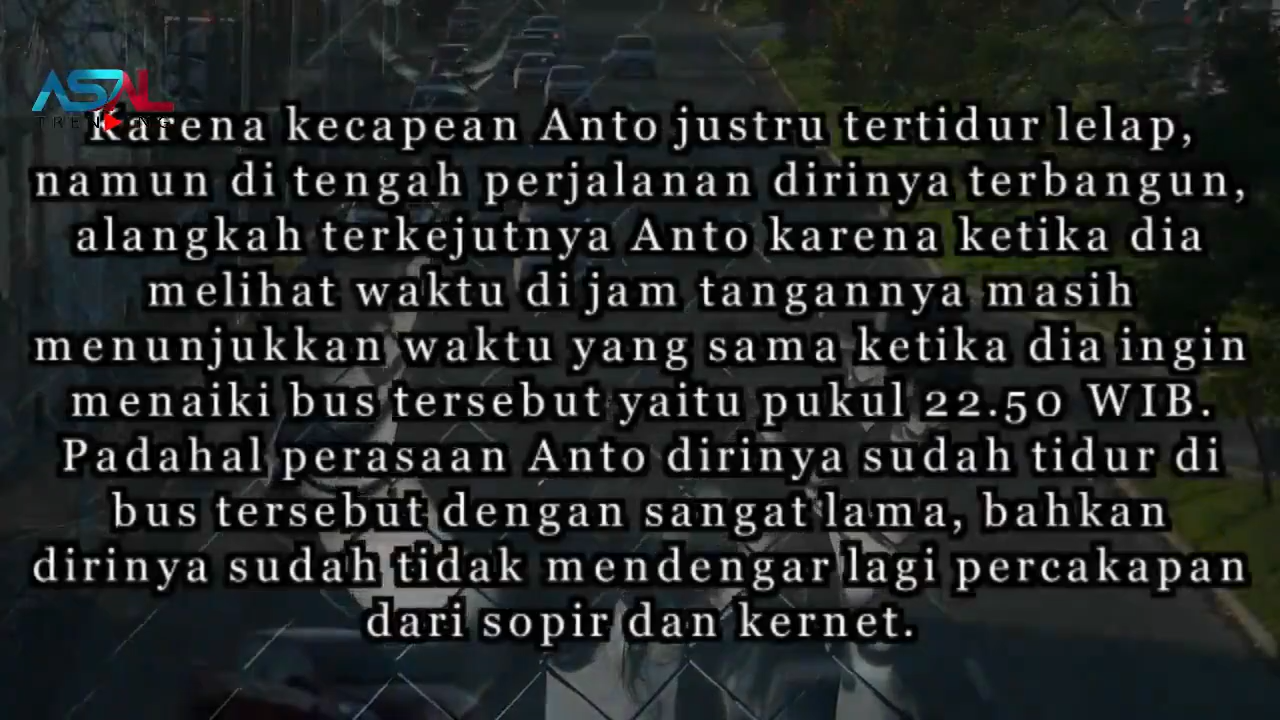 ASAL
TRENDING
Karena kecapean Anto justru tertidur lelap,
namun di tengah perjalanan dirinya terbangun,
alangkah terkejutnya Anto karena ketika dia
melihat waktu di jam tangannya masih
menunjukkan waktu yang sama ketika dia ingin
menaiki bus tersebut yaitu pukul 22.50 WIB.
Padahal perasaan Anto dirinya sudah tidur di
bus tersebut dengan sangat lama, bahkan
dirinya sudah tidak mendengar lagi percakapan
dari sopir dan kernet.